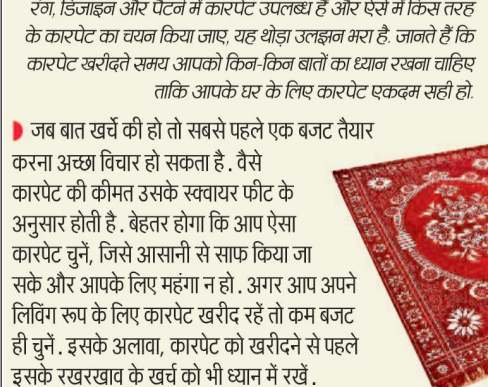 रंग, डिजाइन और पैटर्न में कारपेट उपलब्ध हैं और ऐसे में किस तरह
के कारपेट का चयन किया जाए, यह थोड़ा उलझन भरा है. जानते हैं कि
कारपेट खरीदते समय आपको किन-किन बातों का ध्यान रखना चाहिए
ताकि आपके घर के लिए कारपेट एकदम सही हो.
जब बात खर्चे की हो तो सबसे पहले एक बजट तैयार
करना अच्छा विचार हो सकता है. वैसे
कारपेट की कीमत उसके स्क्वायर फीट के
अनुसार होती है. बेहतर होगा कि आप ऐसा
कारपेट चुनें, जिसे आसानी से साफ किया जा
सके और आपके लिए महंगा न हो. अगर आप अपने
लिविंग रूप के लिए कारपेट खरीद रहें तो कम बजट
ही चुनें. इसके अलावा, कारपेट को खरीदने से पहले
इसके रखरखाव के खर्च को भी ध्यान में रखें.